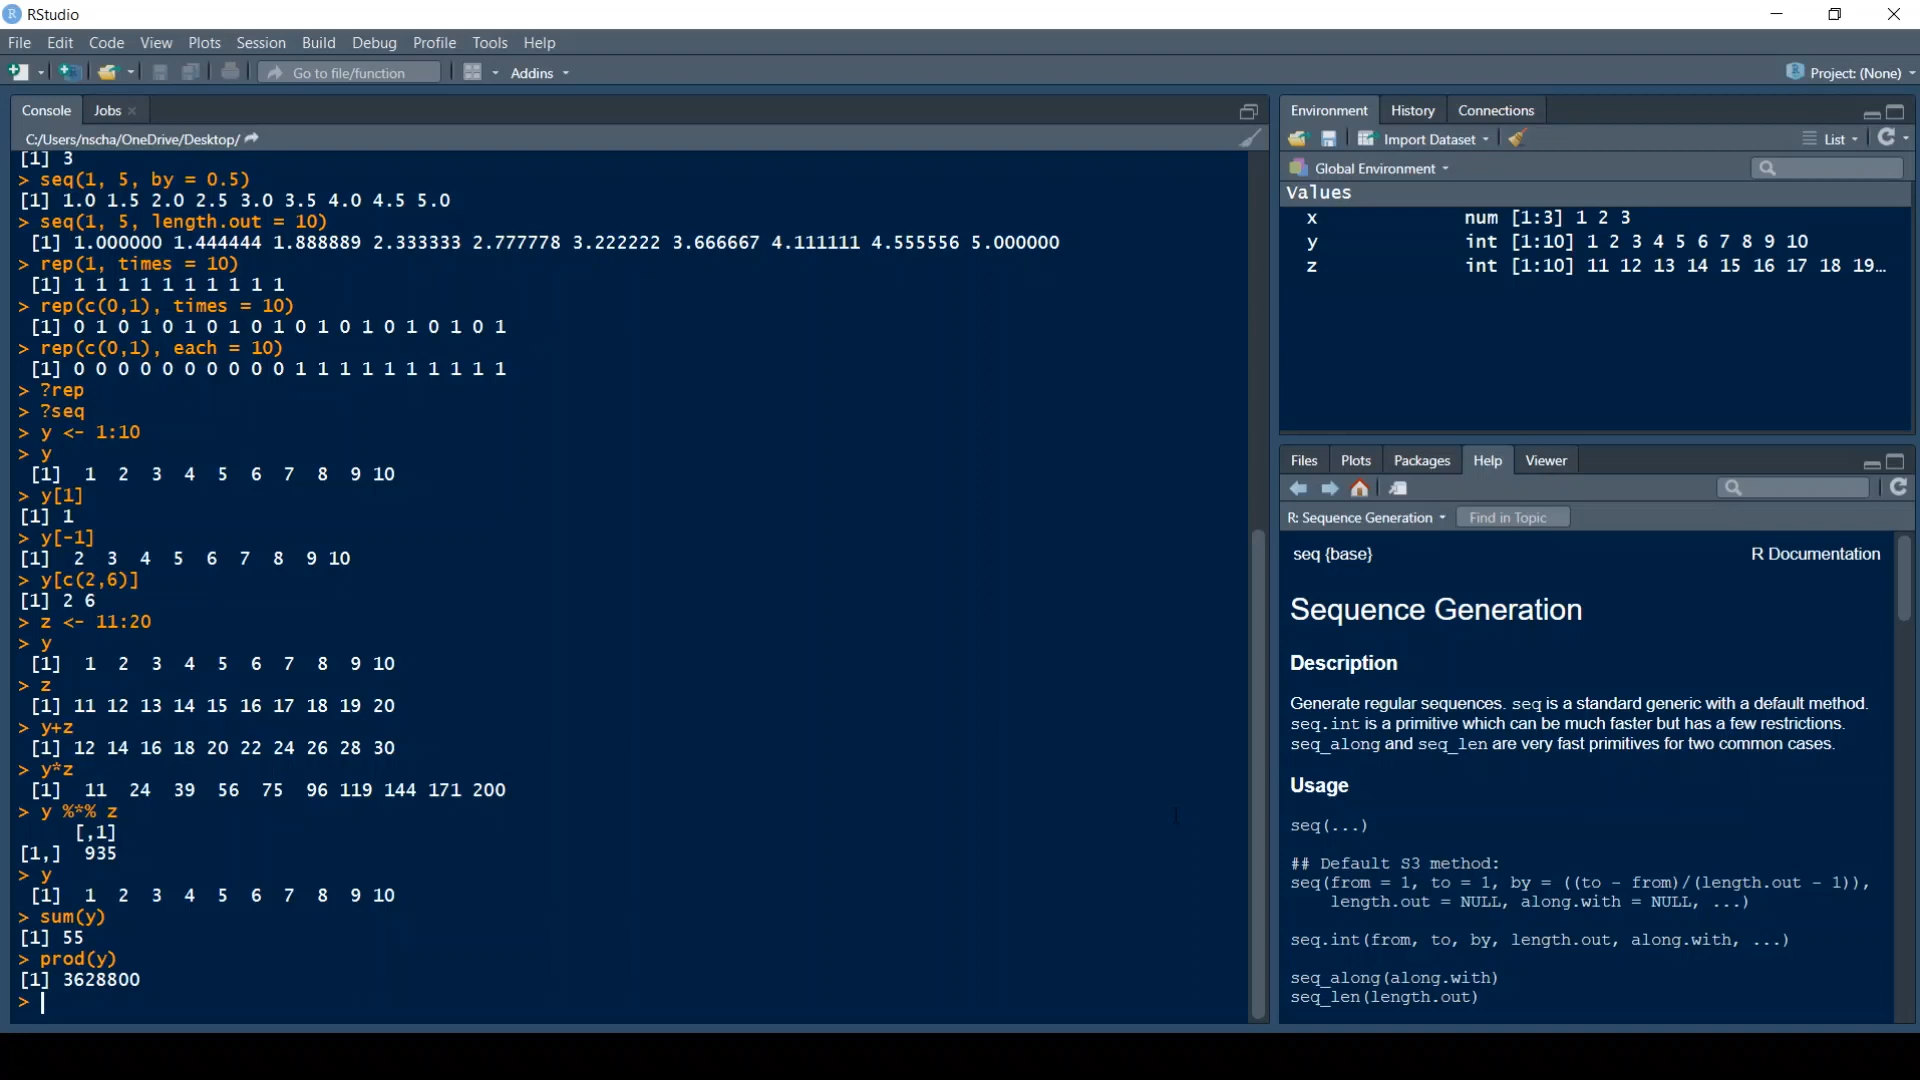 RStudio
File Edit Code View Plots Session Build Debug Profile Tools Help
Go to file/function Addins Project: (None)
Console Jobs
C:/Users/nscha/OneDrive/Desktop/
[1] 3
> seq(1, 5, by = 0.5)
[1] 1.0 1.5 2.0 2.5 3.0 3.5 4.0 4.5 5.0
> seq(1, 5, length.out = 10)
[1] 1.000000 1.444444 1.888889 2.333333 2.777778 3.222222 3.666667 4.111111 4.555556 5.000000
> rep(1, times = 10)
[1] 1 1 1 1 1 1 1 1 1 1
> rep(c(0,1), times = 10)
[1] 0 1 0 1 0 1 0 1 0 1 0 1 0 1 0 1 0 1 0 1
> rep(c(0,1), each = 10)
[1] 0 0 0 0 0 0 0 0 0 0 1 1 1 1 1 1 1 1 1 1
> ?rep
> ?seq
> y <- 1:10
> y
[1] 1 2 3 4 5 6 7 8 9 10
> y[1]
[1] 1
> y[-1]
[1] 2 3 4 5 6 7 8 9 10
> y[c(2,6)]
[1] 2 6
> z <- 11:20
> y
[1] 1 2 3 4 5 6 7 8 9 10
> z
[1] 11 12 13 14 15 16 17 18 19 20
> y+z
[1] 12 14 16 18 20 22 24 26 28 30
> y*z
[1] 11 24 39 56 75 96 119 144 171 200
> y %*% z
[,1]
[1,] 935
> y
[1] 1 2 3 4 5 6 7 8 9 10
> sum(y)
[1] 55
> prod(y)
[1] 3628800
>
Environment History Connections
Import Dataset List
Global Environment
Values
x num [1:3] 1 2 3
y int [1:10] 1 2 3 4 5 6 7 8 9 10
z int [1:10] 11 12 13 14 15 16 17 18 19…
Files Plots Packages Help Viewer
R: Sequence Generation Find in Topic
seq {base} R Documentation
Sequence Generation
Description
Generate regular sequences. seq is a standard generic with a default method.
seq.int is a primitive which can be much faster but has a few restrictions.
seq_along and seq_len are very fast primitives for two common cases.
Usage
seq(...)
## Default S3 method:
seq(from = 1, to = 1, by = ((to - from)/(length.out - 1)),
length.out = NULL, along.with = NULL, ...)
seq.int(from, to, by, length.out, along.with, ...)
seq_along(along.with)
seq_len(length.out)